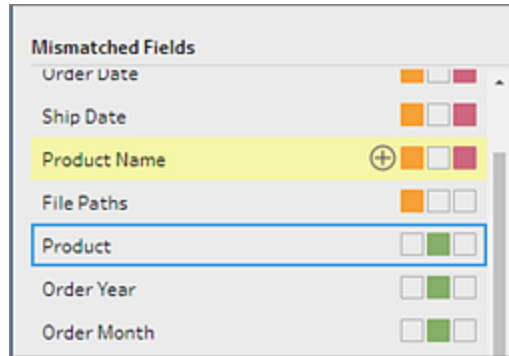 Mismatched Fields
Order Date
Ship Date
Product Name
File Paths
Product
Order Year
Order Month